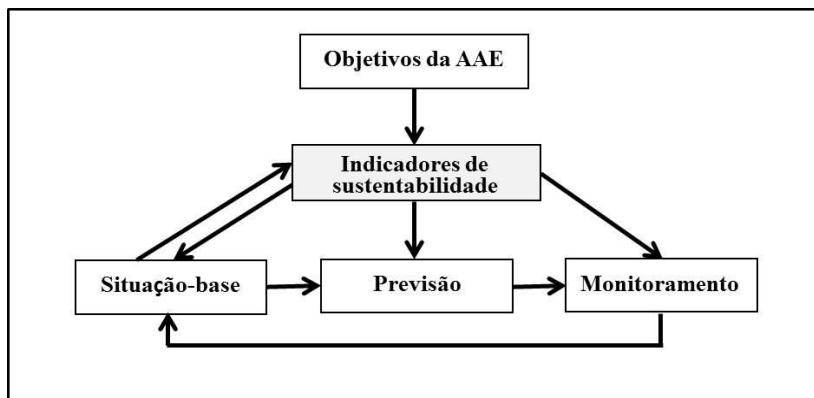 Objetivos da AAE
Indicadores de
sustentabilidade
Situação-base
Previsão
Monitoramento